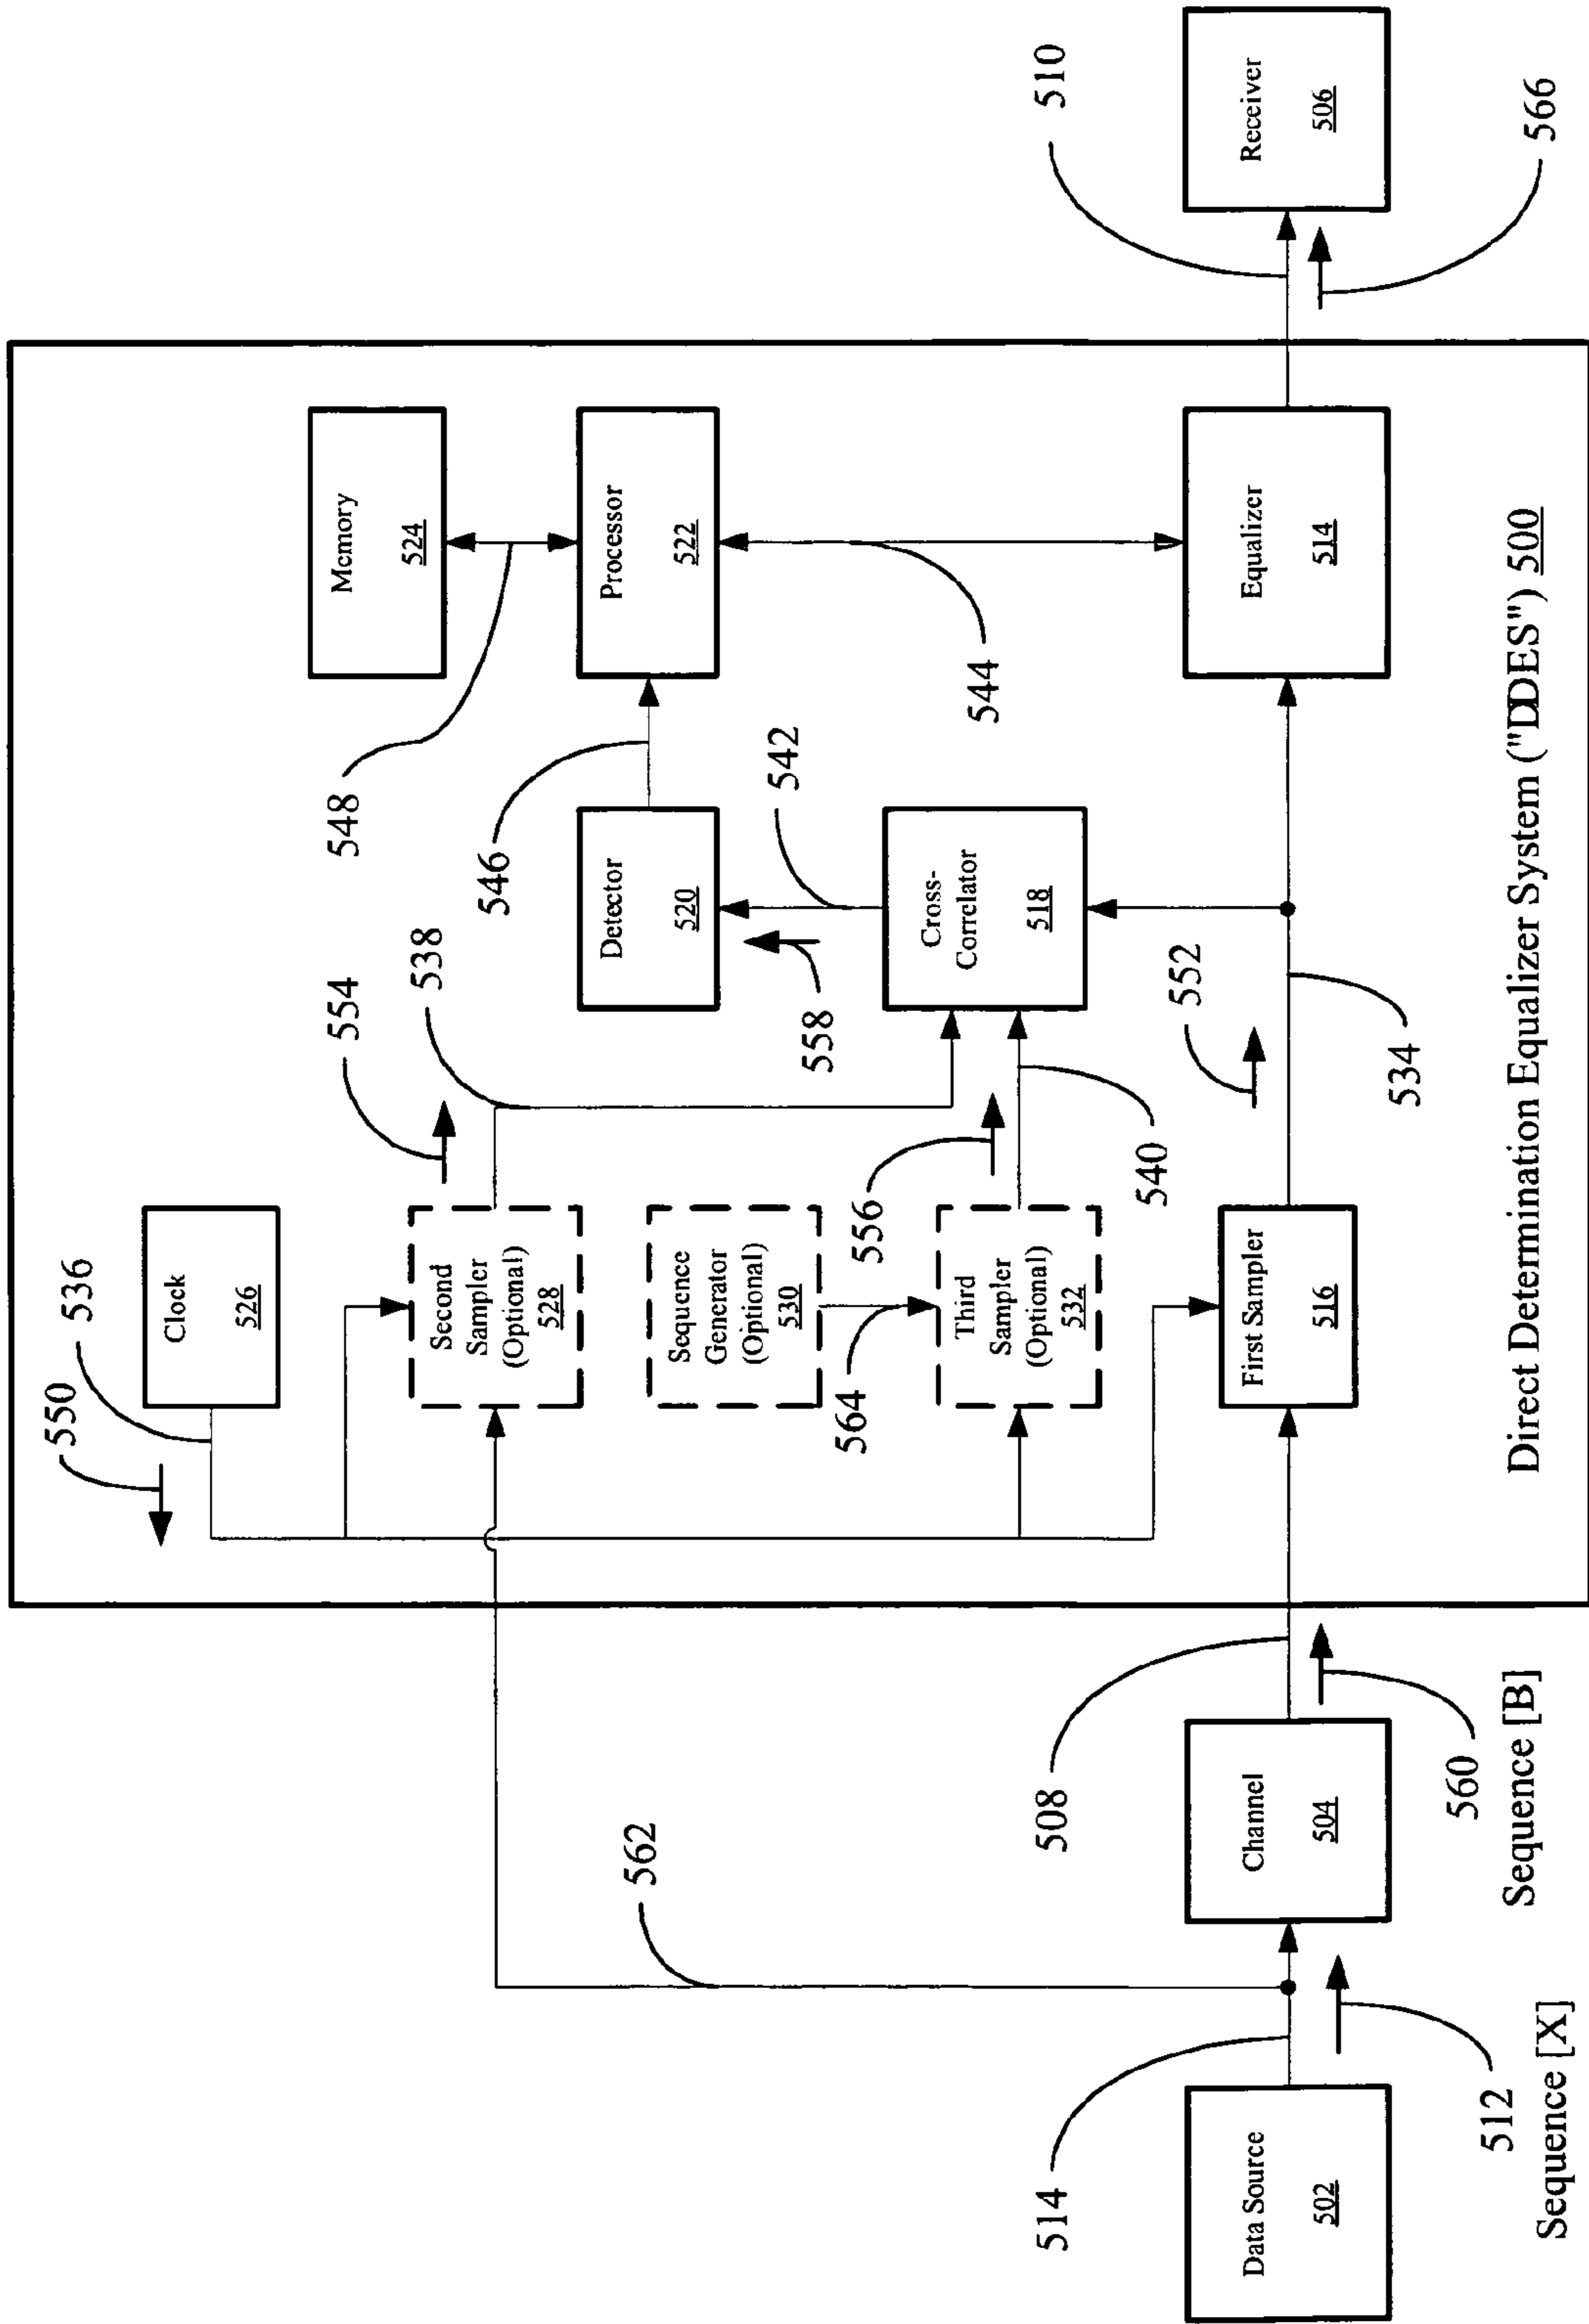 550
536
Clock
526
554
538
548
Memory
524
Second
Sampler
(Optional)
528
546
Detector
520
Processor
522
Sequence
Generator
(Optional)
530
562
558
542
564
556
Third
Sampler
(Optional)
532
Cross-
Correlator
518
544
540
552
510
514
508
Data Source
502
Channel
504
First Sampler
516
534
Equalizer
514
Receiver
506
512
560
566
Sequence [X]
Sequence [B]
Direct Determination Equalizer System ("DDES") 500